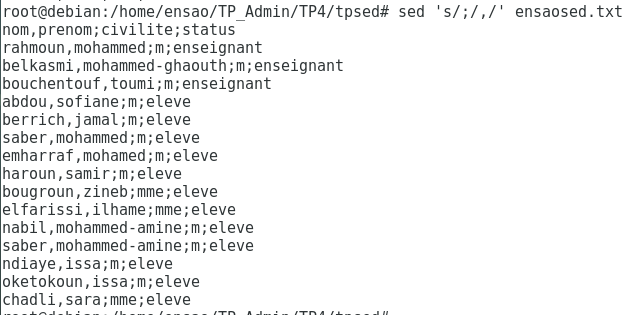 root@debian:/home/ensao/TP_Admin/TP4/tpsed# sed 's/;/,/' ensaosed.txt
nom,prenom;civilite;status
rahmoun,mohammed;m;enseignant
belkasmi,mohammed-ghaouth;m;enseignant
bouchentouf,toumi;m;enseignant
abdou,sofiane;m;eleve
berrich,jamal;m;eleve
saber,mohammed;m;eleve
emharraf,mohamed;m;eleve
haroun,samir;m;eleve
bougroun,zineb;mme;eleve
elfarissi,ilhame;mme;eleve
nabil,mohammed-amine;m;eleve
saber,mohammed-amine;m;eleve
ndiaye,issa;m;eleve
oketokoun,issa;m;eleve
chadli,sara;mme;eleve
root@debian:/home/ensao/TP_Admin/TP4/tpsed#